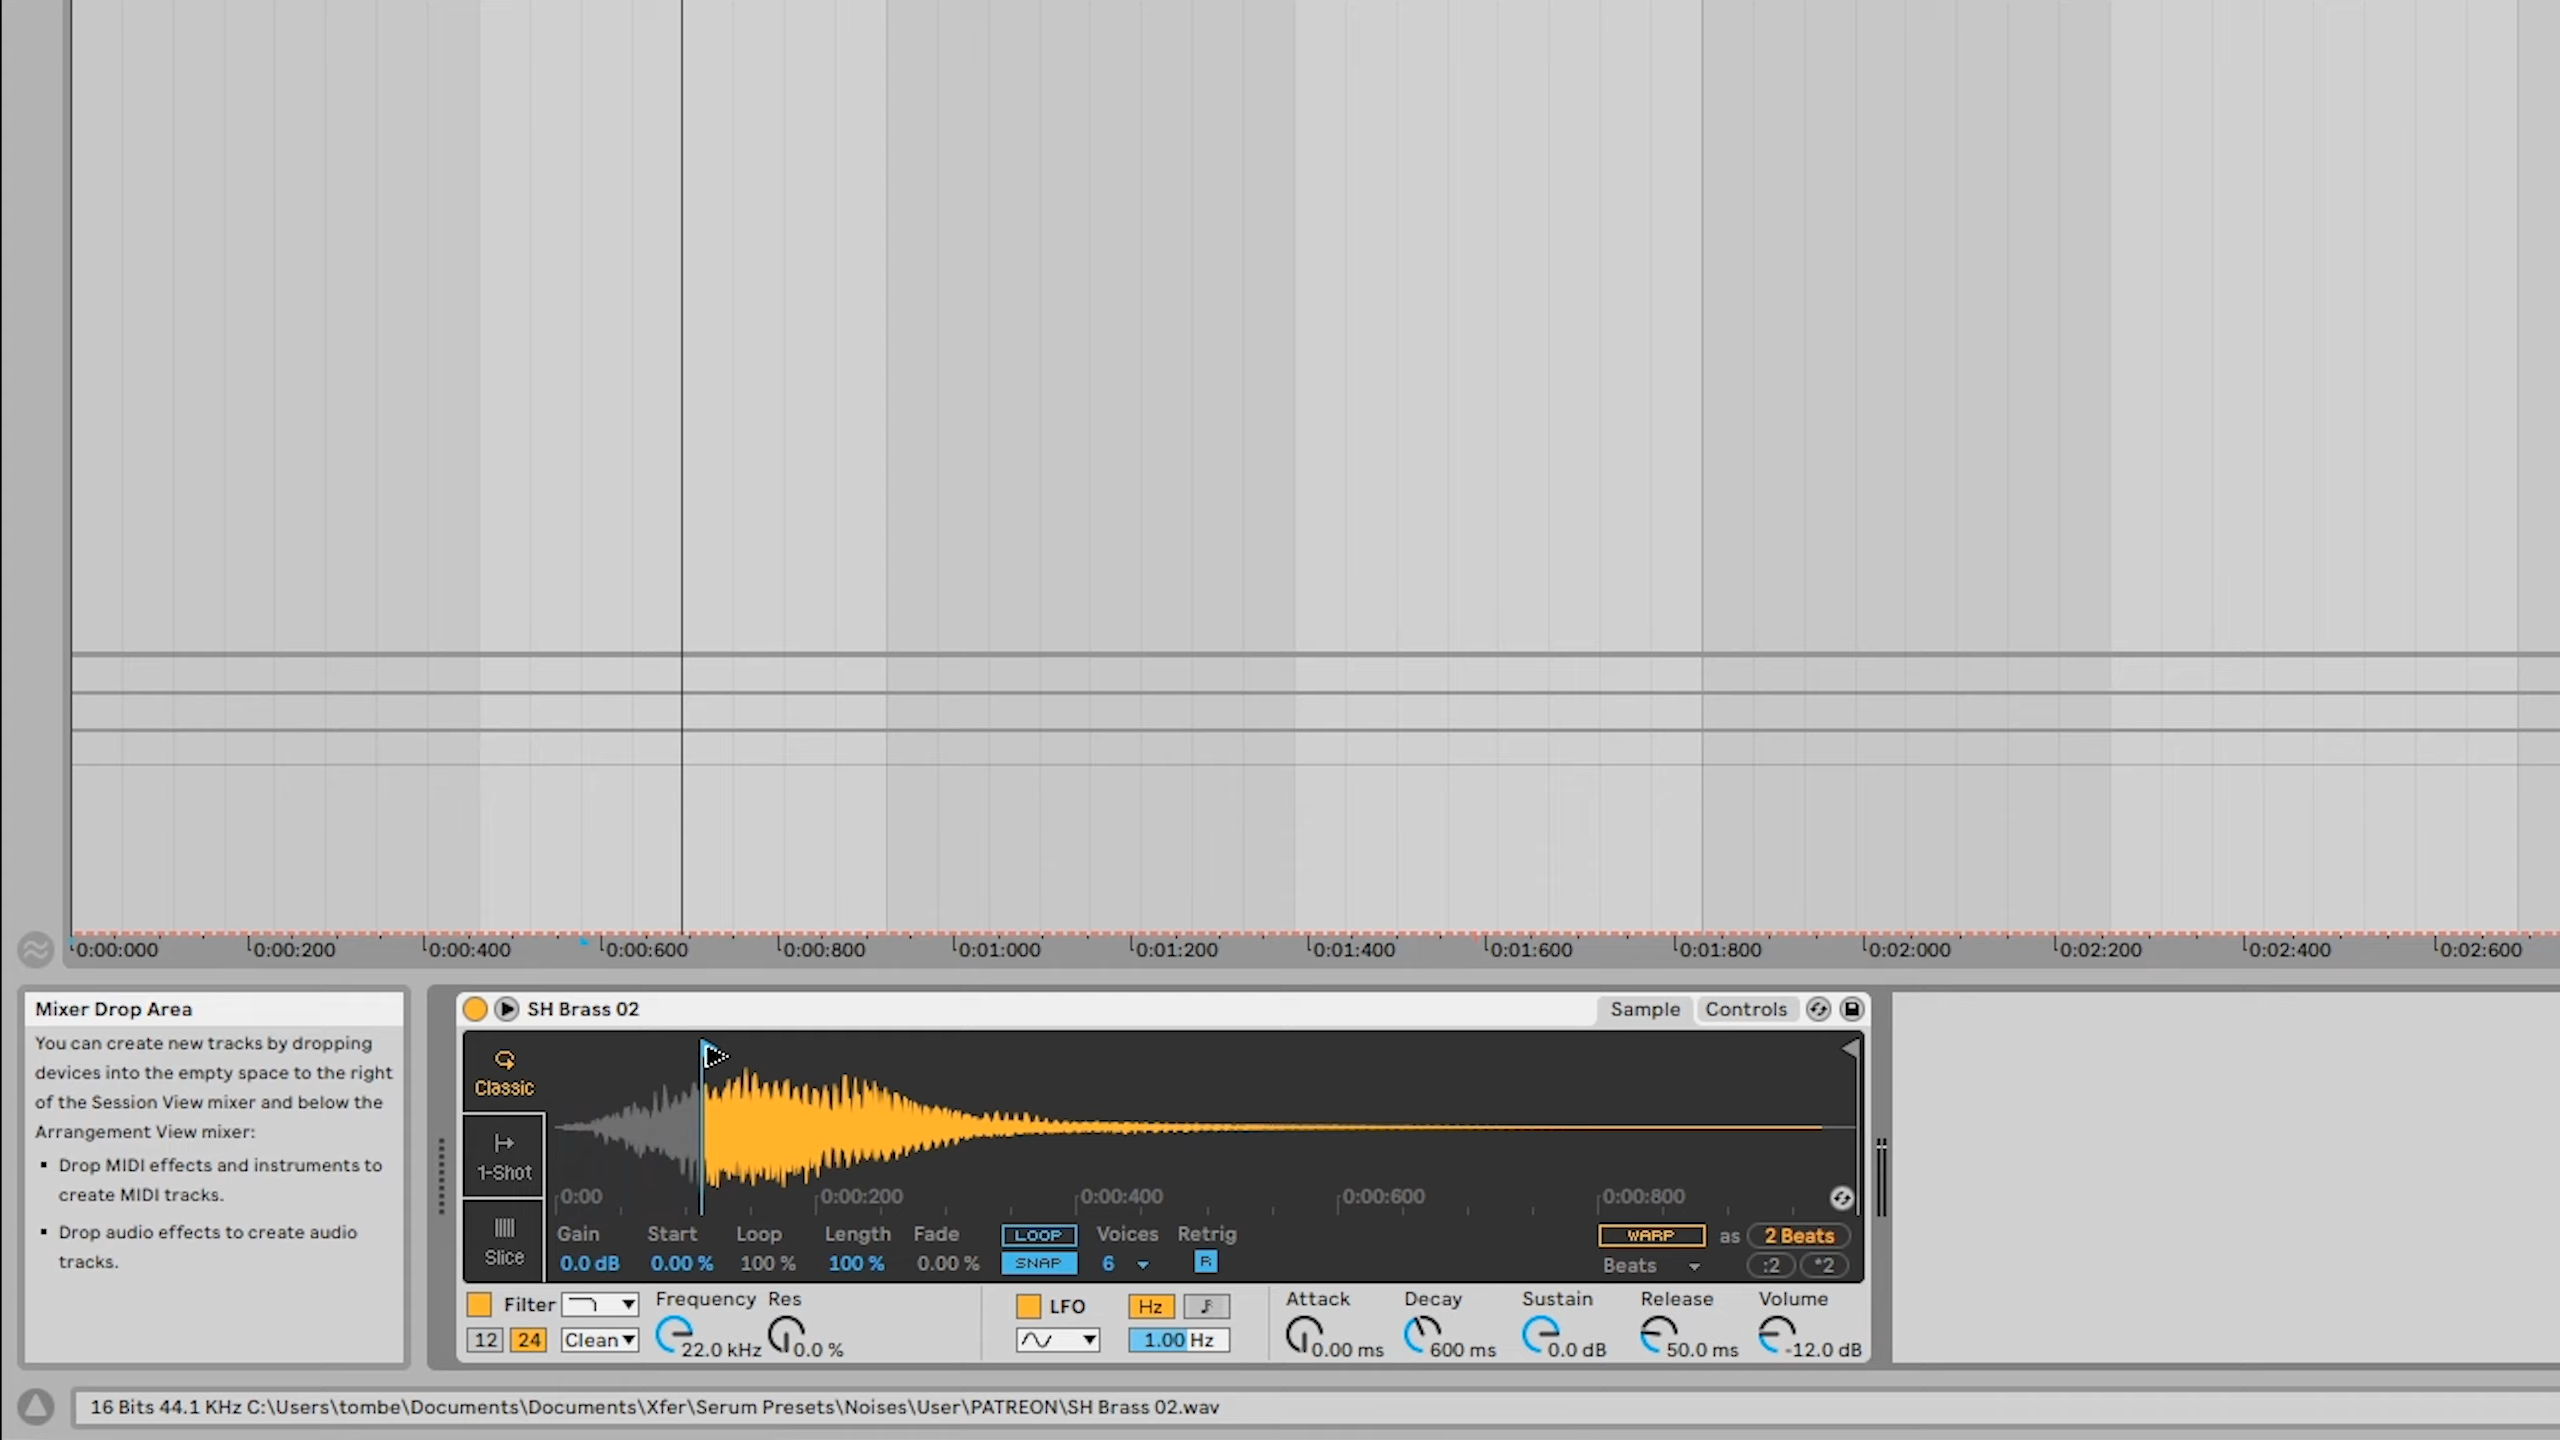 0:00:000 0:00:200 0:00:400 0:00:600 0:00:800 0:01:000 0:01:200 0:01:400 0:01:600 0:01:800 0:02:000 0:02:200 0:02:400 0:02:600
Mixer Drop Area
You can create new tracks by dropping
devices into the empty space to the right
of the Session View mixer and below the
Arrangement View mixer:
▪ Drop MIDI effects and instruments to
create MIDI tracks.
▪ Drop audio effects to create audio
tracks.
SH Brass 02 Sample Controls
Classic
1-Shot
Slice
0:00 0:00:200 0:00:400 0:00:600 0:00:800
Gain Start Loop Length Fade LOOP Voices Retrig WARP as 2 Beats
0.0 dB 0.00 % 100 % 100 % 0.00 % SNAP 6 R Beats :2 *2
Filter Frequency Res LFO Hz Attack Decay Sustain Release Volume
12 24 Clean 22.0 kHz 0.0 % 1.00 Hz 0.00 ms 600 ms 0.0 dB 50.0 ms -12.0 dB
16 Bits 44.1 KHz C:\Users\tombe\Documents\Documents\Xfer\Serum Presets\Noises\User\PATREON\SH Brass 02.wav